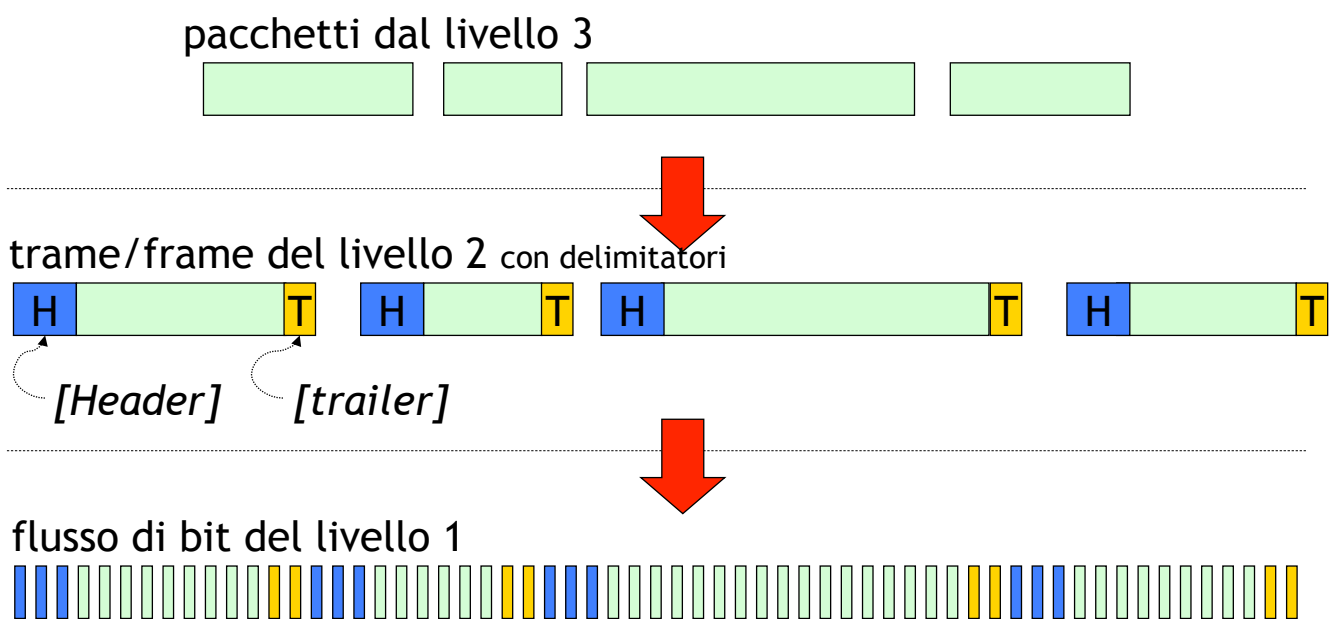 pacchetti dal livello 3
trame/frame del livello 2 con delimitatori
H T H T H T H T
[Header] [trailer]
flusso di bit del livello 1